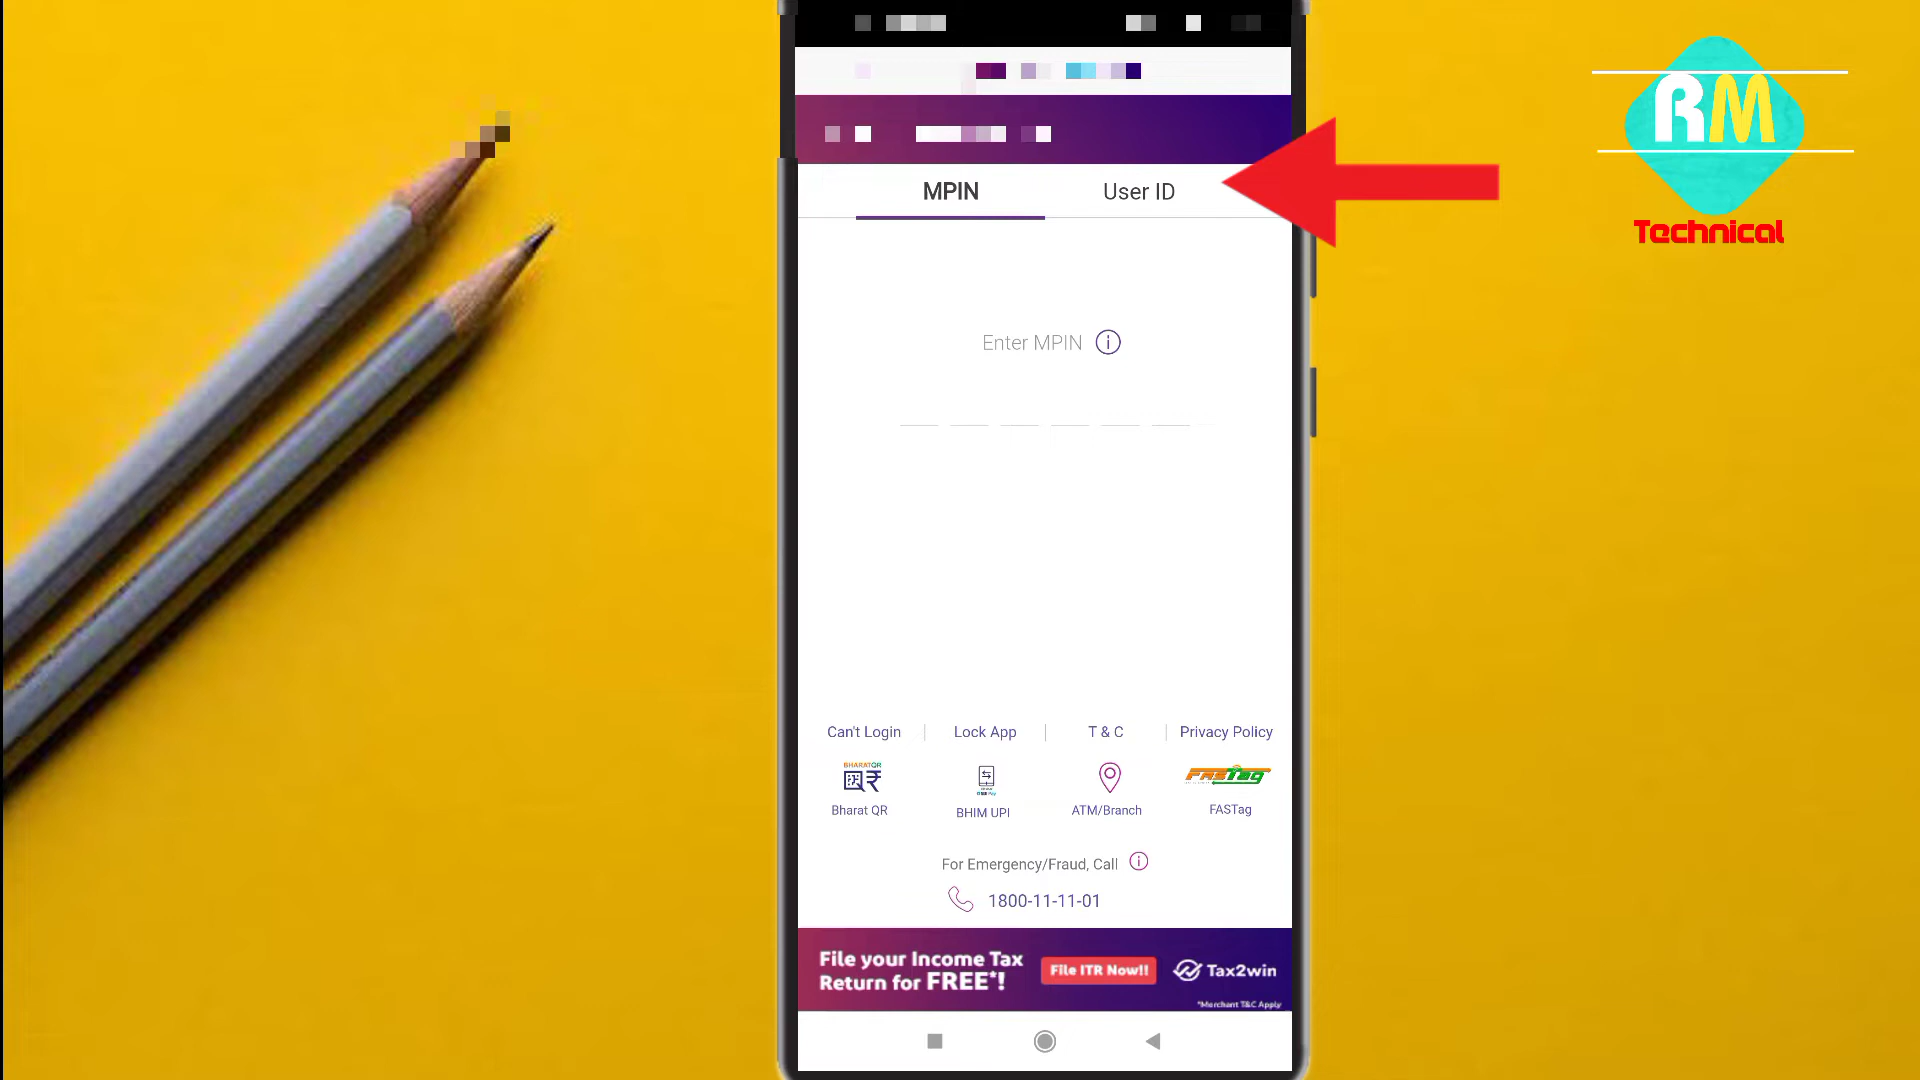 RM
Technical
MPIN
User ID
Enter MPIN
Can't Login
Lock App
T & C
Privacy Policy
BHARATQR
FASTag
Bharat QR
BHIM UPI
ATM/Branch
FASTag
For Emergency/Fraud, Call
1800-11-11-01
File your Income Tax
Return for FREE*!
File ITR Now!!
Tax2win
*Merchant T&C Apply